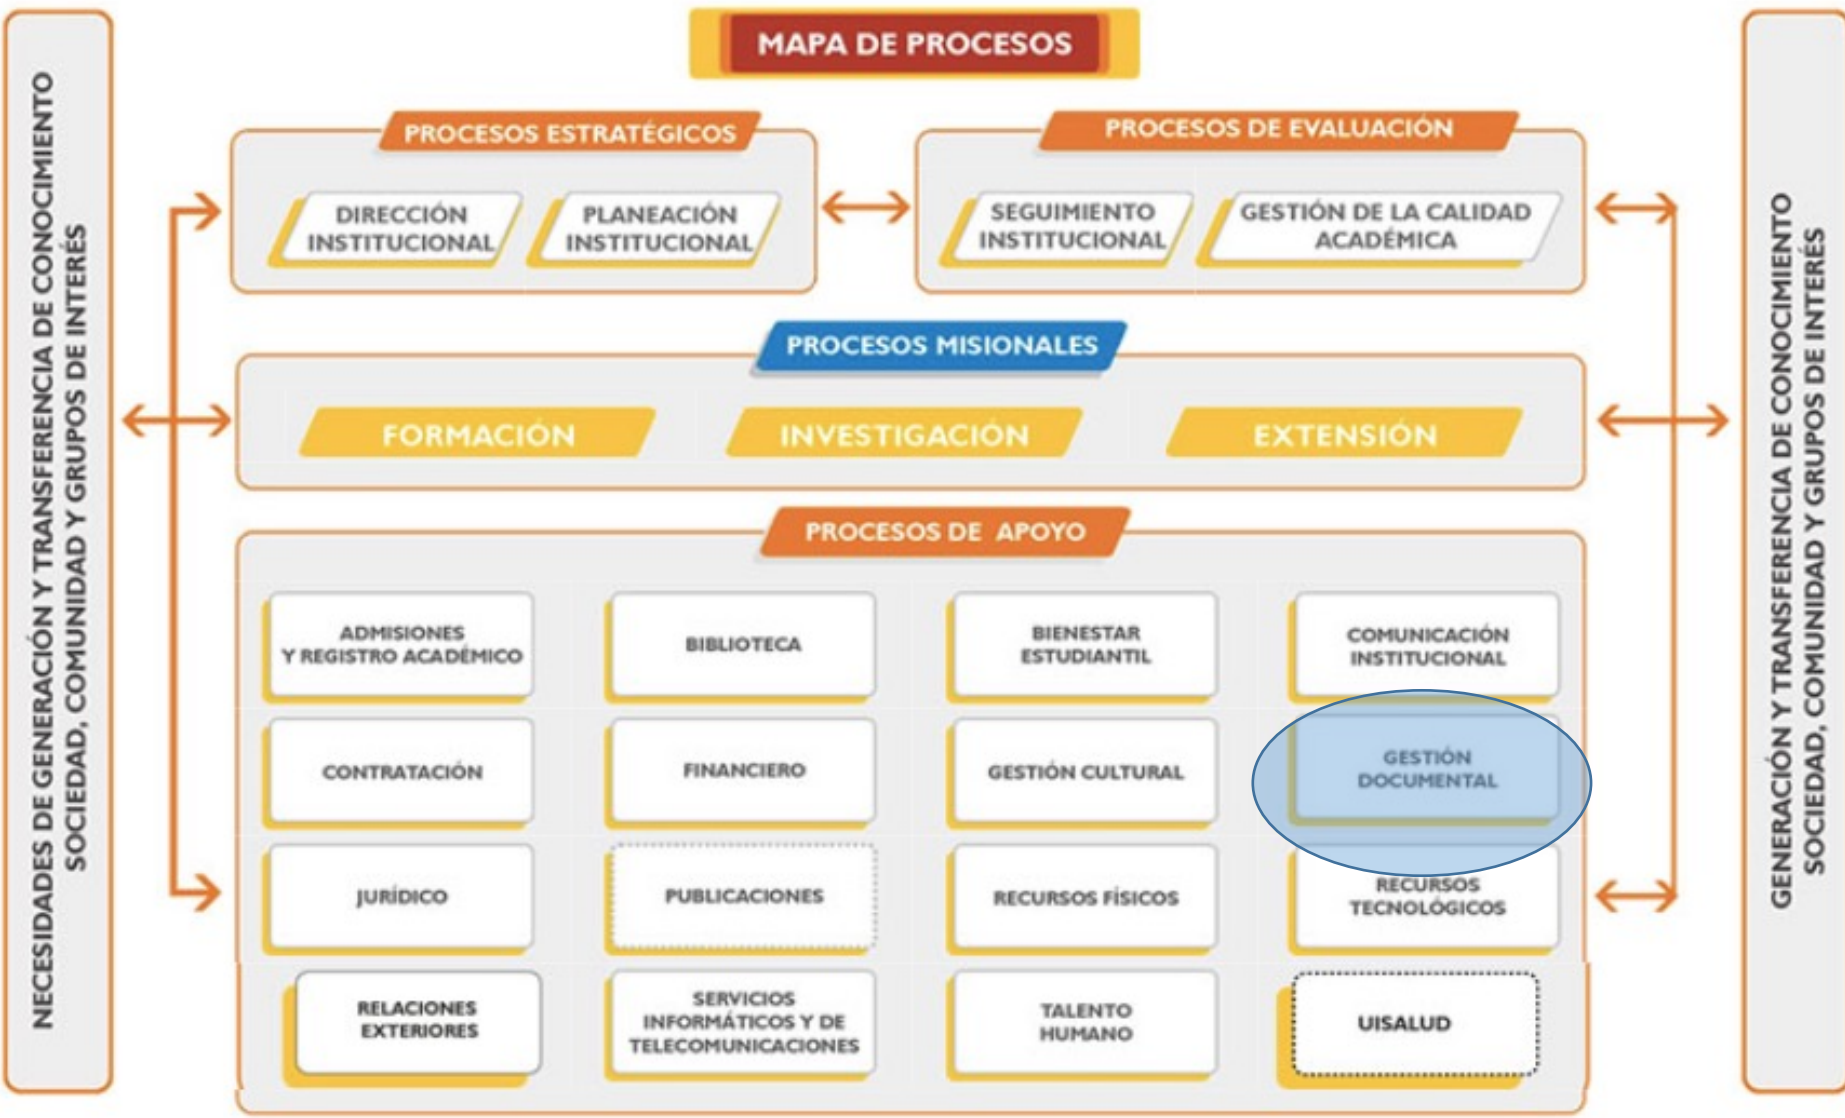 MAPA DE PROCESOS
NECESIDADES DE GENERACIÓN Y TRANSFERENCIA DE CONOCIMIENTO
SOCIEDAD, COMUNIDAD Y GRUPOS DE INTERÉS
PROCESOS ESTRATÉGICOS
DIRECCIÓN
INSTITUCIONAL
PLANEACIÓN
INSTITUCIONAL
PROCESOS DE EVALUACIÓN
SEGUIMIENTO
INSTITUCIONAL
GESTIÓN DE LA CALIDAD
ACADÉMICA
PROCESOS MISIONALES
FORMACIÓN
INVESTIGACIÓN
EXTENSIÓN
PROCESOS DE APOYO
ADMISIONES
Y REGISTRO ACADÉMICO
BIBLIOTECA
BIENESTAR
ESTUDIANTIL
COMUNICACIÓN
INSTITUCIONAL
CONTRATACIÓN
FINANCIERO
GESTIÓN CULTURAL
GESTIÓN
DOCUMENTAL
JURÍDICO
PUBLICACIONES
RECURSOS FÍSICOS
RECURSOS
TECNOLÓGICOS
RELACIONES
EXTERIORES
SERVICIOS
INFORMÁTICOS Y DE
TELECOMUNICACIONES
TALENTO
HUMANO
UISALUD
GENERACIÓN Y TRANSFERENCIA DE CONOCIMIENTO
SOCIEDAD, COMUNIDAD Y GRUPOS DE INTERÉS